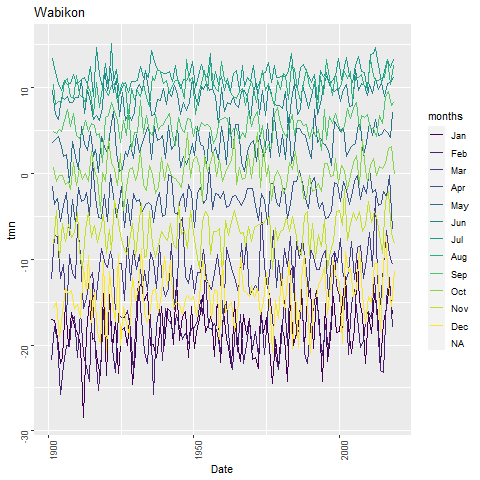 Wabikon
tmn
10
0
-10
-20
-30
1900
1950
2000
Date
months
Jan
Feb
Mar
Apr
May
Jun
Jul
Aug
Sep
Oct
Nov
Dec
NA